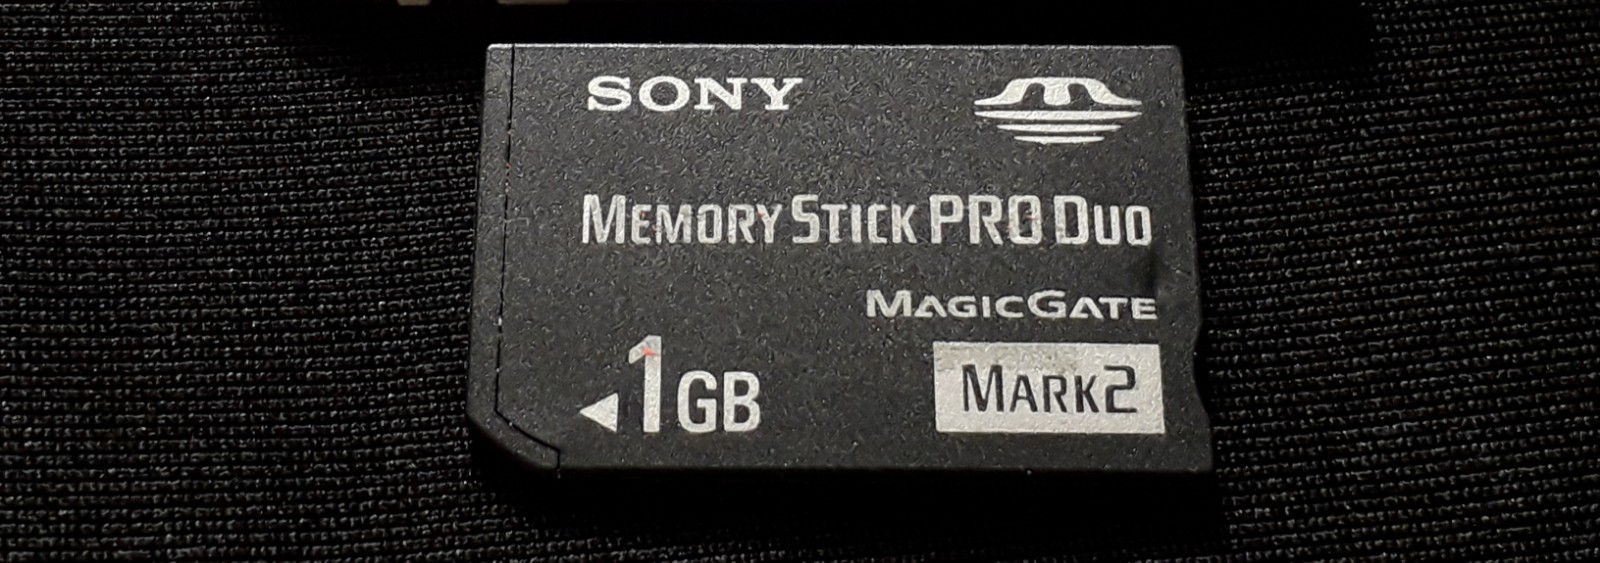 SONY
MEMORY STICK PRO DUO
MAGICGATE
1GB
MARK2